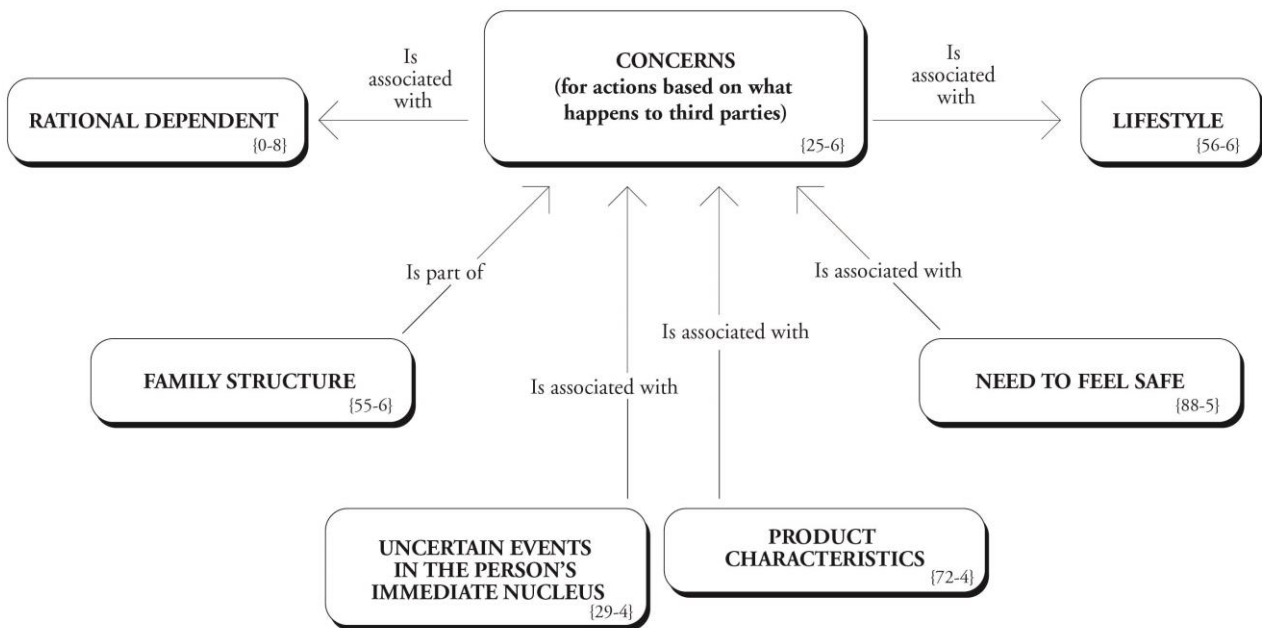 CONCERNS
(for actions based on what
happens to third parties)
{25-6}
Is
associated
with
Is
associated
with
RATIONAL DEPENDENT
{0-8}
LIFESTYLE
{56-6}
Is part of
Is associated with
Is associated with
Is associated with
FAMILY STRUCTURE
{55-6}
NEED TO FEEL SAFE
{88-5}
UNCERTAIN EVENTS
IN THE PERSON'S
IMMEDIATE NUCLEUS
{29-4}
PRODUCT
CHARACTERISTICS
{72-4}